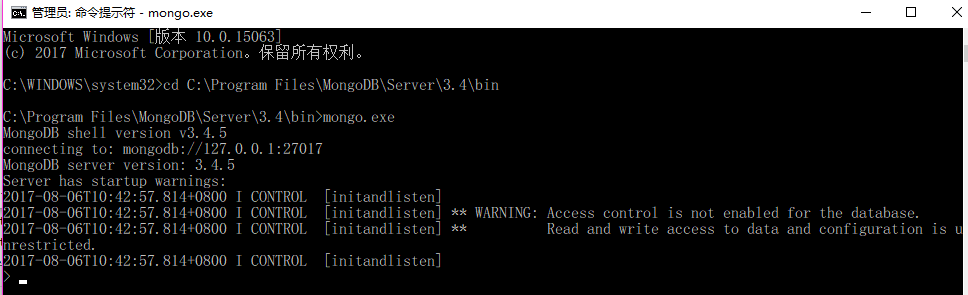 管理员: 命令提示符 - mongo.exe
Microsoft Windows [版本 10.0.15063]
(c) 2017 Microsoft Corporation。保留所有权利。
C:\WINDOWS\system32>cd C:\Program Files\MongoDB\Server\3.4\bin
C:\Program Files\MongoDB\Server\3.4\bin>mongo.exe
MongoDB shell version v3.4.5
connecting to: mongodb://127.0.0.1:27017
MongoDB server version: 3.4.5
Server has startup warnings:
2017-08-06T10:42:57.814+0800 I CONTROL  [initandlisten]
2017-08-06T10:42:57.814+0800 I CONTROL  [initandlisten] ** WARNING: Access control is not enabled for the database.
2017-08-06T10:42:57.814+0800 I CONTROL  [initandlisten] **          Read and write access to data and configuration is u
nrestricted.
2017-08-06T10:42:57.814+0800 I CONTROL  [initandlisten]
>